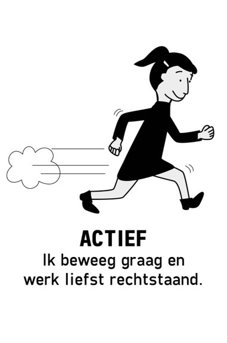 ACTIEF
Ik beweeg graag en
werk liefst rechtstaand.